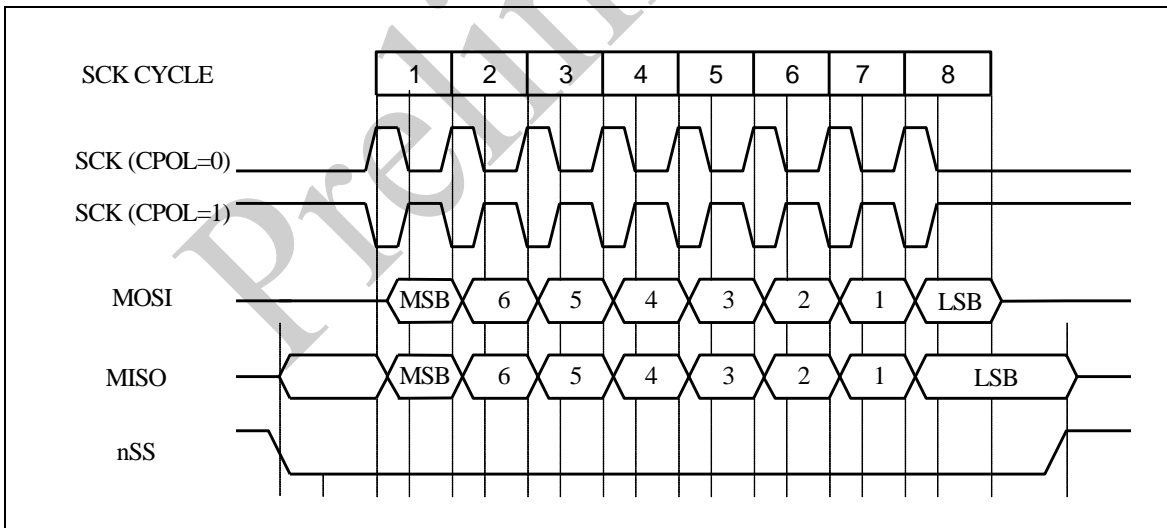 SCK CYCLE 1 2 3 4 5 6 7 8
SCK (CPOL=0)
SCK (CPOL=1)
MOSI MSB 6 5 4 3 2 1 LSB
MISO MSB 6 5 4 3 2 1 LSB
nSS
Prelim